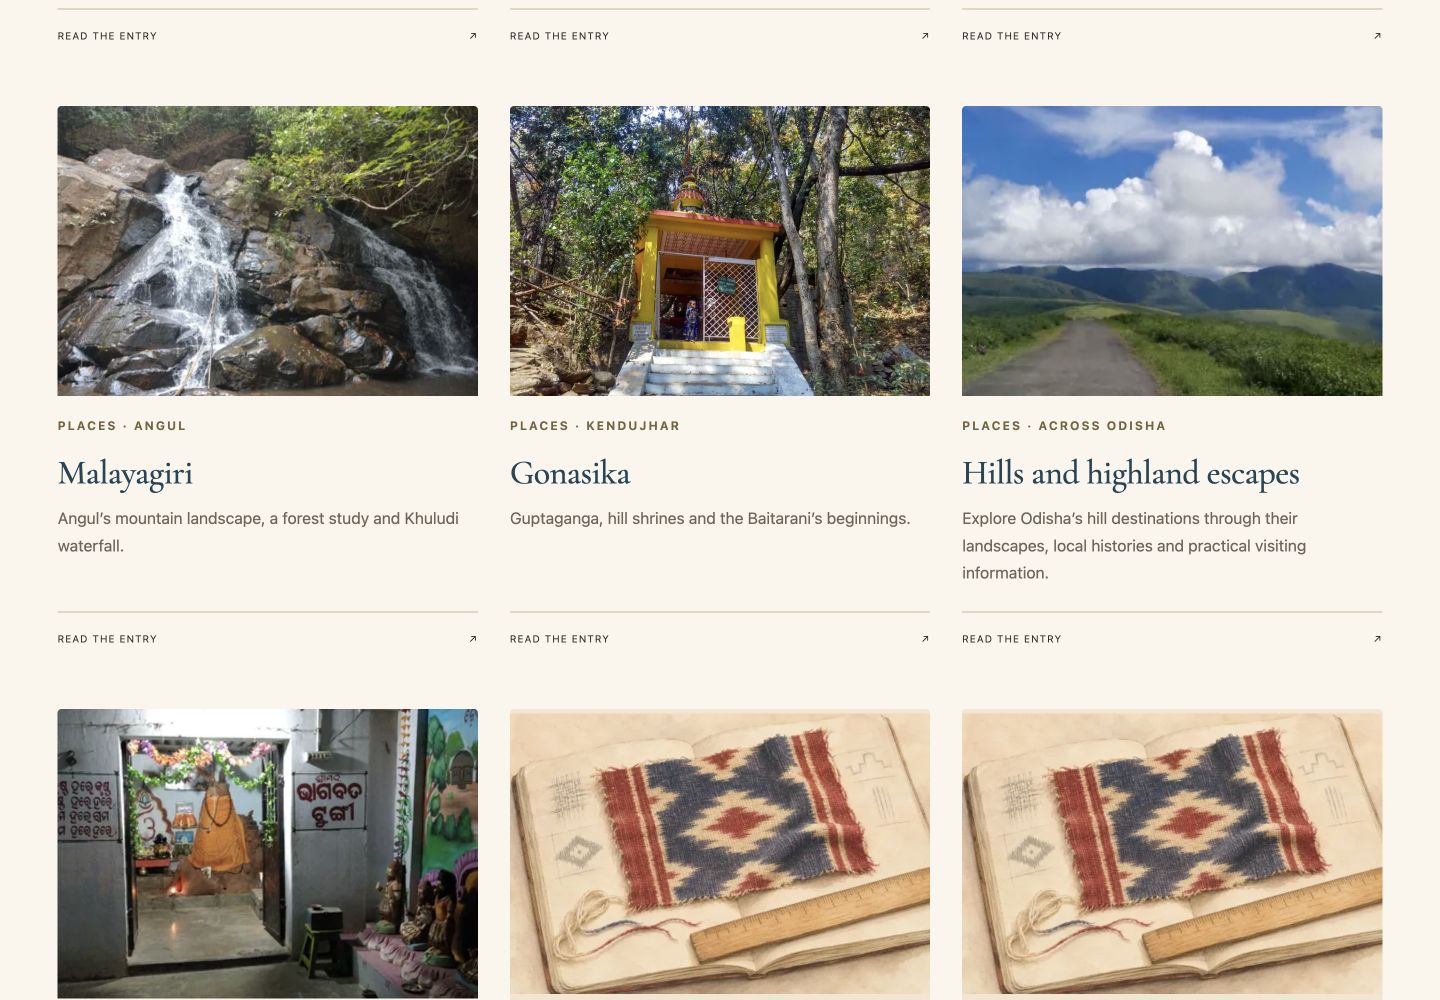 READ THE ENTRY ↗
READ THE ENTRY ↗
READ THE ENTRY ↗
PLACES · ANGUL
Malayagiri
Angul’s mountain landscape, a forest study and Khuludi
waterfall.
READ THE ENTRY ↗
PLACES · KENDUJHAR
Gonasika
Guptaganga, hill shrines and the Baitarani’s beginnings.
READ THE ENTRY ↗
PLACES · ACROSS ODISHA
Hills and highland escapes
Explore Odisha’s hill destinations through their
landscapes, local histories and practical visiting
information.
READ THE ENTRY ↗
ଭାଗବତ
ଟୁଙ୍ଗୀ